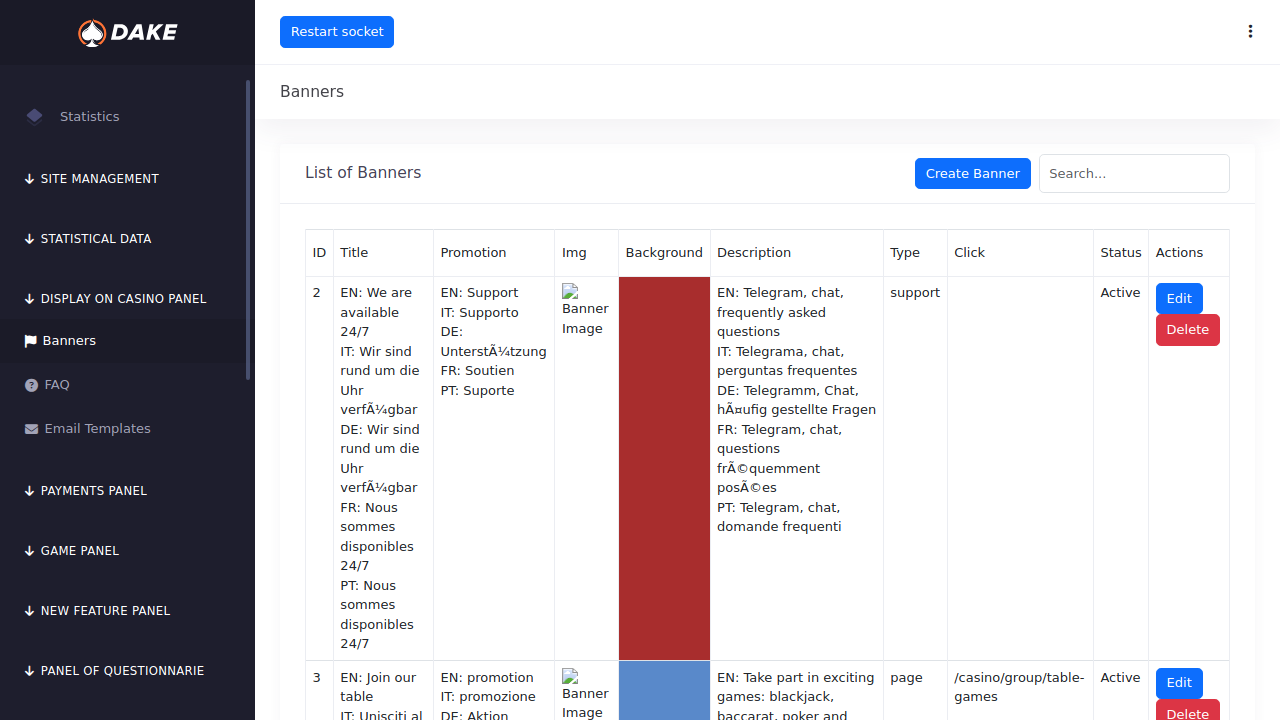 DAKE
Restart socket
Statistics
SITE MANAGEMENT
STATISTICAL DATA
DISPLAY ON CASINO PANEL
Banners
FAQ
Email Templates
PAYMENTS PANEL
GAME PANEL
NEW FEATURE PANEL
PANEL OF QUESTIONNARIE
Banners
List of Banners
Create Banner
Search...
ID Title Promotion Img Background Description Type Click Status Actions
2
EN: We are
available
24/7
IT: Wir sind
rund um die
Uhr
verfÃ¼gbar
DE: Wir sind
rund um die
Uhr
verfÃ¼gbar
FR: Nous
sommes
disponibles
24/7
PT: Nous
sommes
disponibles
24/7
EN: Support
IT: Supporto
DE:
UnterstÃ¼tzung
FR: Soutien
PT: Suporte
Banner
Image
EN: Telegram, chat,
frequently asked
questions
IT: Telegrama, chat,
perguntas frequentes
DE: Telegramm, Chat,
hÃ¤ufig gestellte Fragen
FR: Telegram, chat,
questions
frÃ©quemment
posÃ©es
PT: Telegram, chat,
domande frequenti
support
Active
Edit
Delete
3
EN: Join our
table
IT: Unisciti al
EN: promotion
IT: promozione
DE: Aktion
Banner
Image
EN: Take part in exciting
games: blackjack,
baccarat, poker and
page
/casino/group/table-
games
Active
Edit
Delete